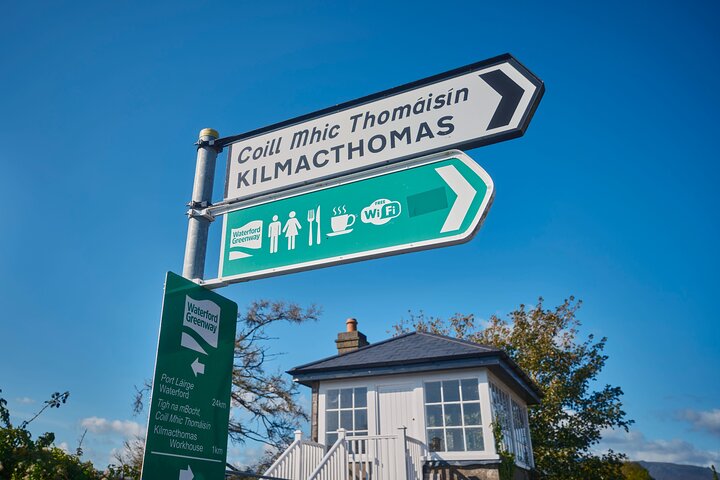 Coill Mhic Thomáisín
KILMACTHOMAS
Waterford
Greenway
FREE
WiFi
Waterford
Greenway
Port Láirge
Waterford 24km
Tigh na mBocht,
Coill Mhic Thomáisín
Kilmacthomas
Workhouse 1km